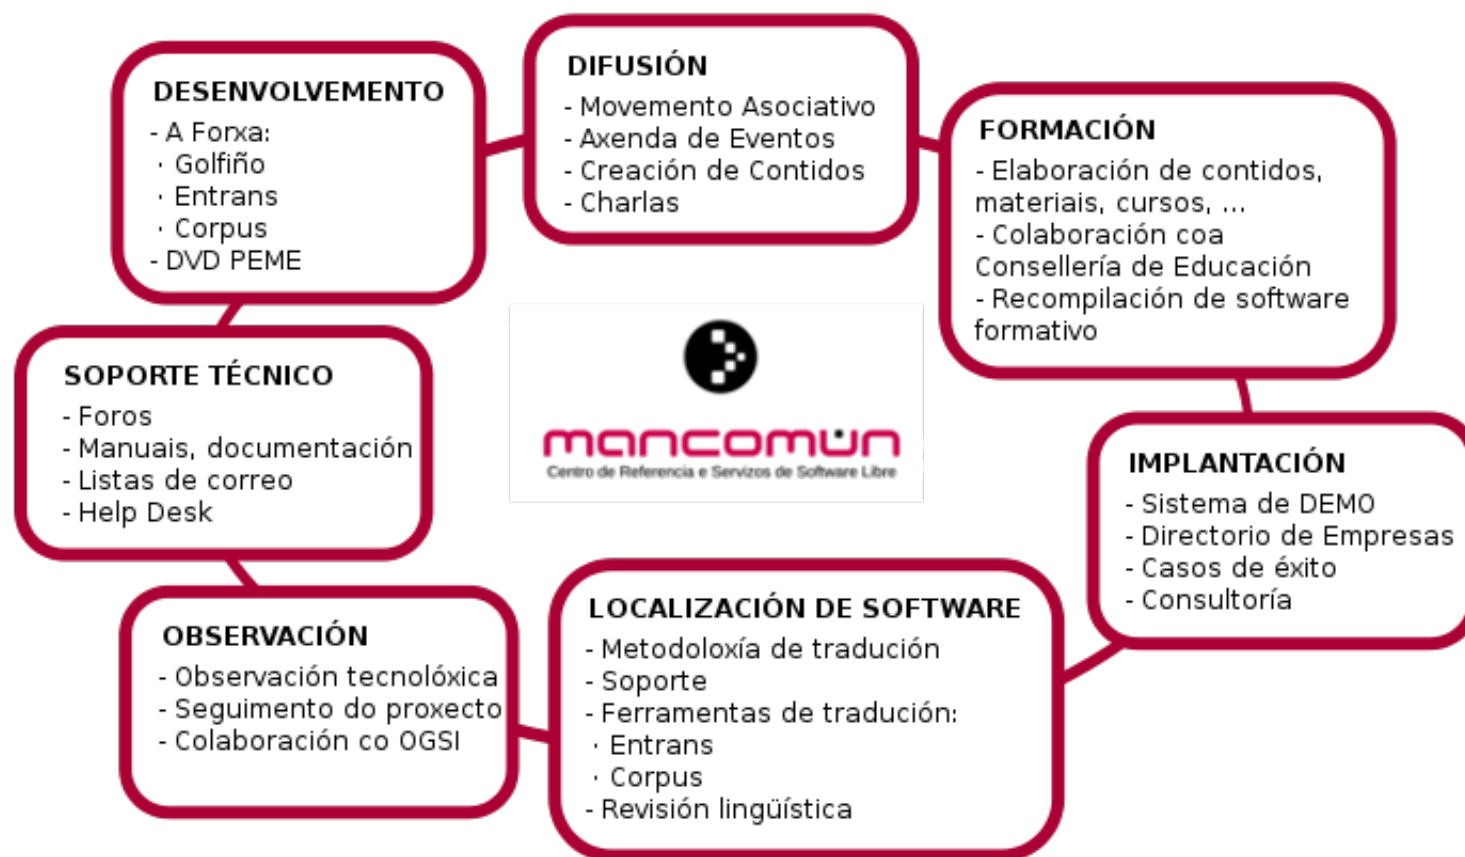 DESENVOLVEMENTO
- A Forxa:
· Golfiño
· Entrans
· Corpus
- DVD PEME
DIFUSIÓN
- Movemento Asociativo
- Axenda de Eventos
- Creación de Contidos
- Charlas
FORMACIÓN
- Elaboración de contidos,
materiais, cursos, ...
- Colaboración coa
Consellería de Educación
- Recompilación de software
formativo
SOPORTE TÉCNICO
- Foros
- Manuais, documentación
- Listas de correo
- Help Desk
mancomún
Centro de Referencia e Servizos de Software Libre
IMPLANTACIÓN
- Sistema de DEMO
- Directorio de Empresas
- Casos de éxito
- Consultoría
OBSERVACIÓN
- Observación tecnolóxica
- Seguimento do proxecto
- Colaboración co OGSI
LOCALIZACIÓN DE SOFTWARE
- Metodoloxía de tradución
- Soporte
- Ferramentas de tradución:
· Entrans
· Corpus
- Revisión lingüística